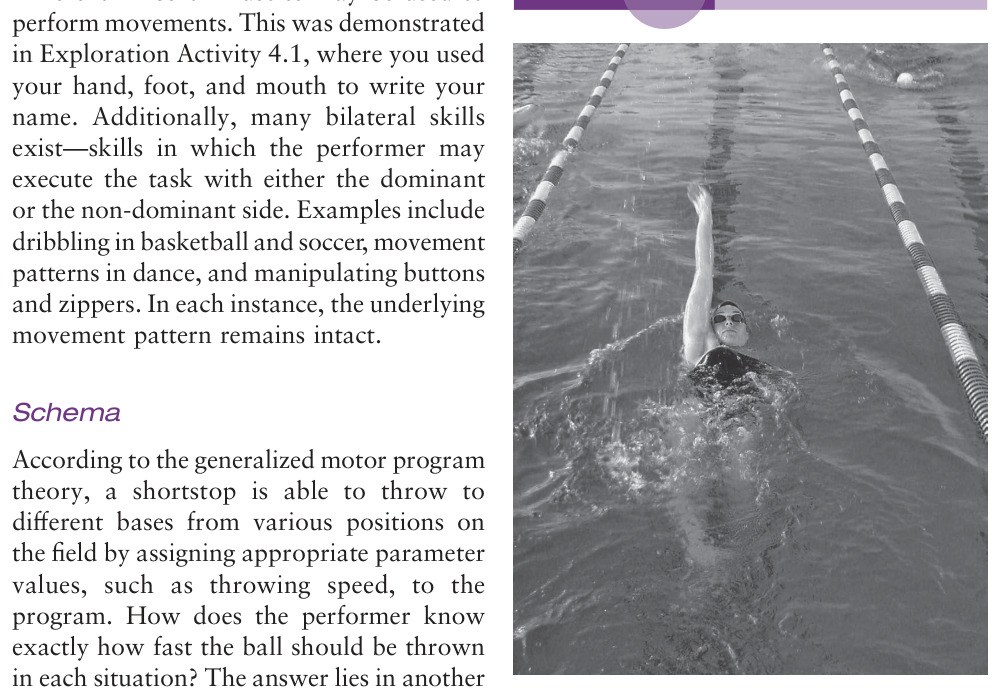 perform movements. This was demonstrated
in Exploration Activity 4.1, where you used
your hand, foot, and mouth to write your
name. Additionally, many bilateral skills
exist—skills in which the performer may
execute the task with either the dominant
or the non-dominant side. Examples include
dribbling in basketball and soccer, movement
patterns in dance, and manipulating buttons
and zippers. In each instance, the underlying
movement pattern remains intact.
Schema
According to the generalized motor program
theory, a shortstop is able to throw to
different bases from various positions on
the field by assigning appropriate parameter
values, such as throwing speed, to the
program. How does the performer know
exactly how fast the ball should be thrown
in each situation? The answer lies in another